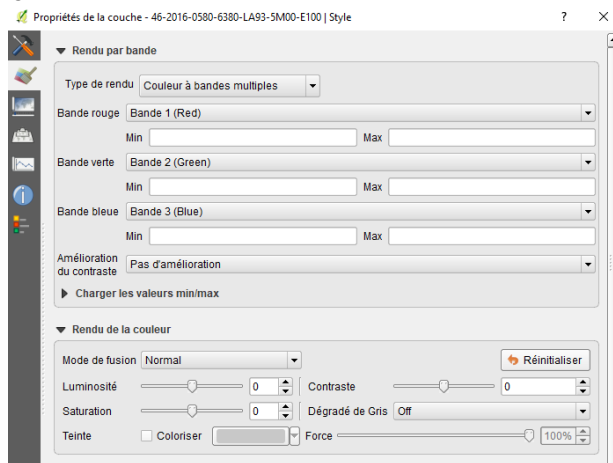 Propriétés de la couche - 46-2016-0580-6380-LA93-5M00-E100 | Style
Rendu par bande
Type de rendu Couleur à bandes multiples
Bande rouge Bande 1 (Red)
Min Max
Bande verte Bande 2 (Green)
Min Max
Bande bleue Bande 3 (Blue)
Min Max
Amélioration
du contraste Pas d'amélioration
Charger les valeurs min/max
Rendu de la couleur
Mode de fusion Normal Réinitialiser
Luminosité 0 Contraste 0
Saturation 0 Dégradé de Gris Off
Teinte Coloriser Force 100%